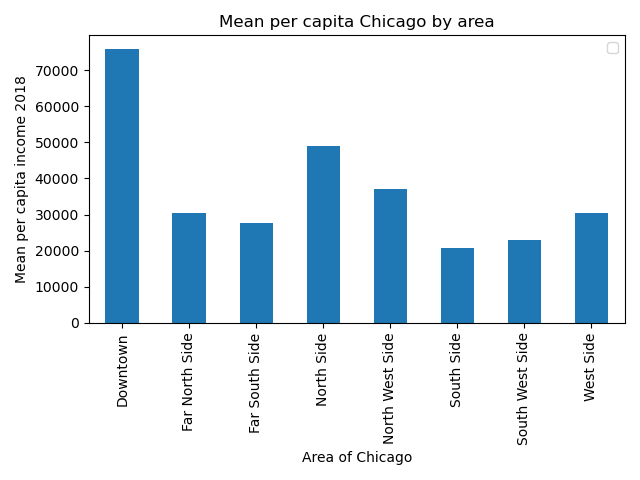 Mean per capita Chicago by area
Mean per capita income 2018
70000
60000
50000
40000
30000
20000
10000
0
Downtown
Far North Side
Far South Side
North Side
North West Side
South Side
South West Side
West Side
Area of Chicago